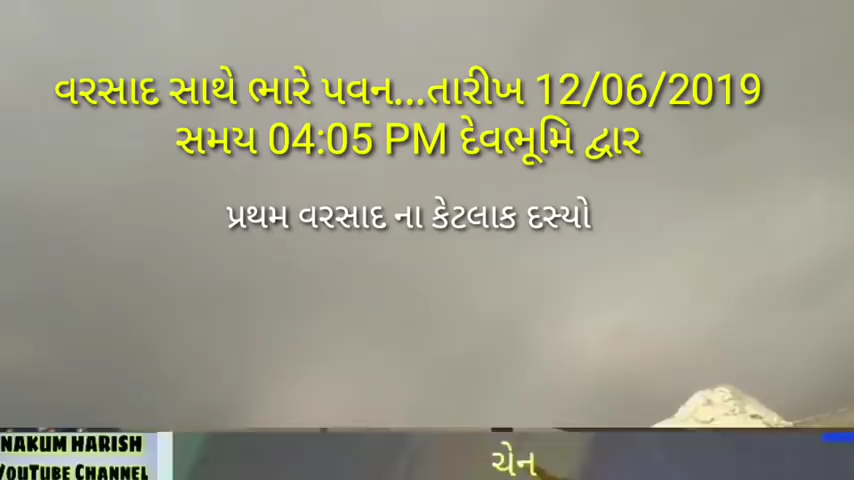 વરસાદ સાથે ભારે પવન...તારીખ 12/06/2019
સમય 04:05 PM દેવભૂમિ દ્વાર
પ્રથમ વરસાદ ના કેટલાક દસ્યો
NAKUM HARISH
YOUTUBE CHANNEL
ચેન